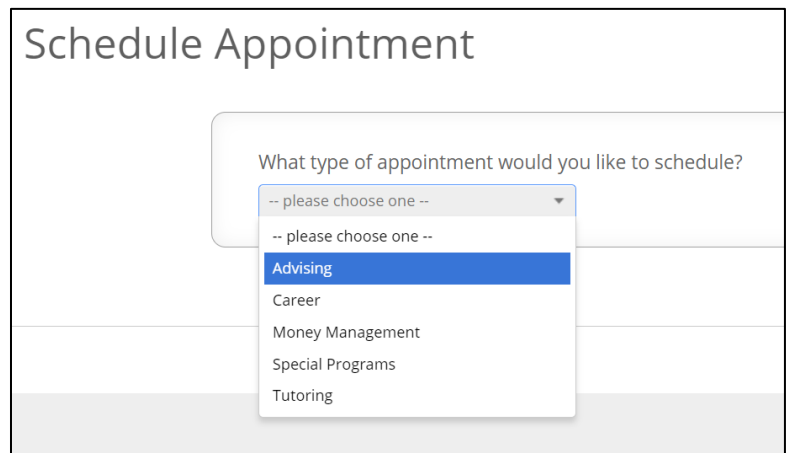 Schedule Appointment
What type of appointment would you like to schedule?
-- please choose one --
-- please choose one --
Advising
Career
Money Management
Special Programs
Tutoring